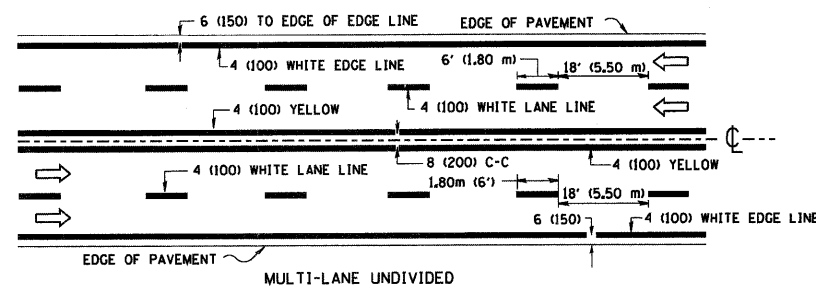 6 (150) TO EDGE OF EDGE LINE
EDGE OF PAVEMENT
4 (100) WHITE EDGE LINE
6' (1.80 m)
18' (5.50 m)
4 (100) YELLOW
4 (100) WHITE LANE LINE
CL
4 (100) WHITE LANE LINE
8 (200) C-C
4 (100) YELLOW
1.80m (6')
18' (5.50 m)
6 (150)
4 (100) WHITE EDGE LINE
EDGE OF PAVEMENT
MULTI-LANE UNDIVIDED